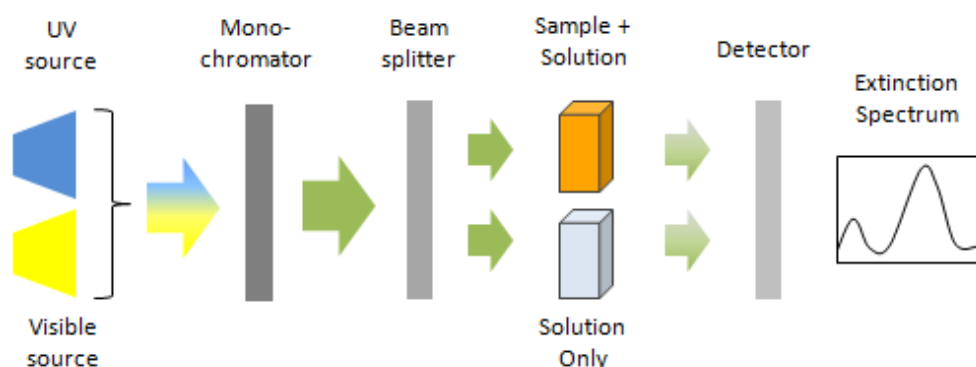 UV
source
Mono-
chromator
Beam
splitter
Sample +
Solution
Detector
Extinction
Spectrum
Visible
source
Solution
Only